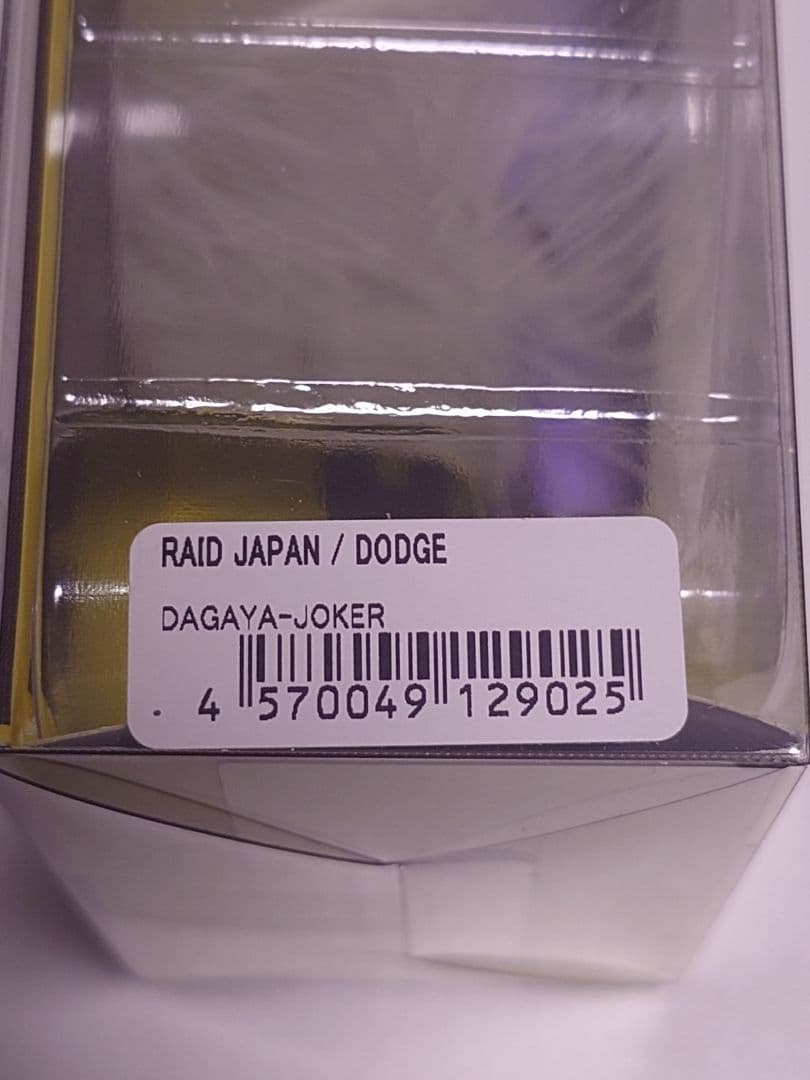 RAID JAPAN / DODGE
DAGAYA-JOKER
. 4 570049 129025